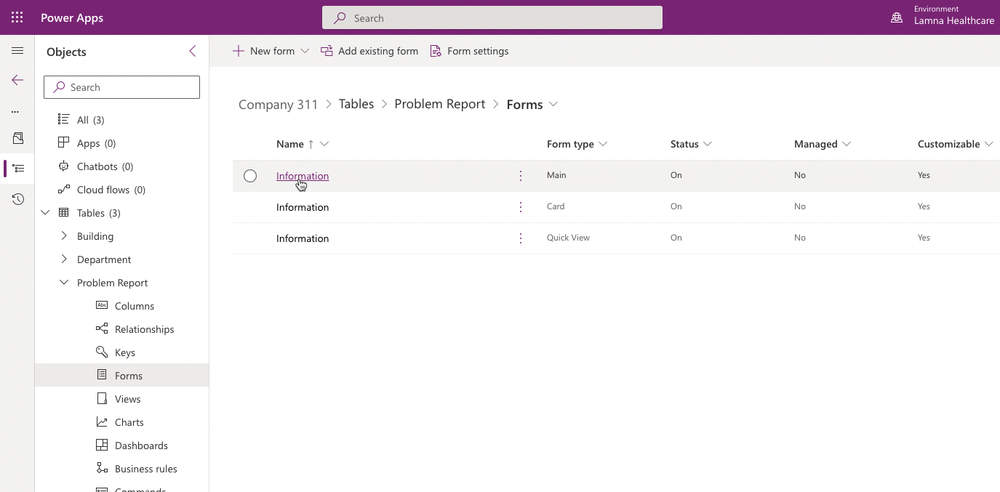 Power Apps
Search
Environment
Lamna Healthcare
Objects
New form
Add existing form
Form settings
Search
All (3)
Apps (0)
Chatbots (0)
Cloud flows (0)
Tables (3)
Building
Department
Problem Report
Abc Columns
Relationships
Keys
Forms
Views
Charts
Dashboards
Business rules
Commands
Company 311 > Tables > Problem Report > Forms
Name ↑ Form type Status Managed Customizable
Information Main On No Yes
Information Card On No Yes
Information Quick View On No Yes